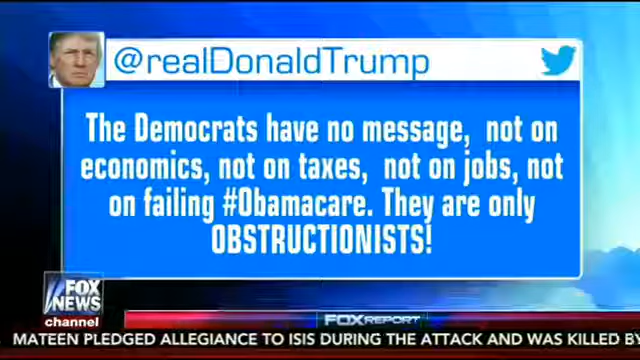 @realDonaldTrump
The Democrats have no message, not on
economics, not on taxes, not on jobs, not
on failing #Obamacare. They are only
OBSTRUCTIONISTS!
FOX
NEWS
channel
FOX REPORT
MATEEN PLEDGED ALLEGIANCE TO ISIS DURING THE ATTACK AND WAS KILLED B